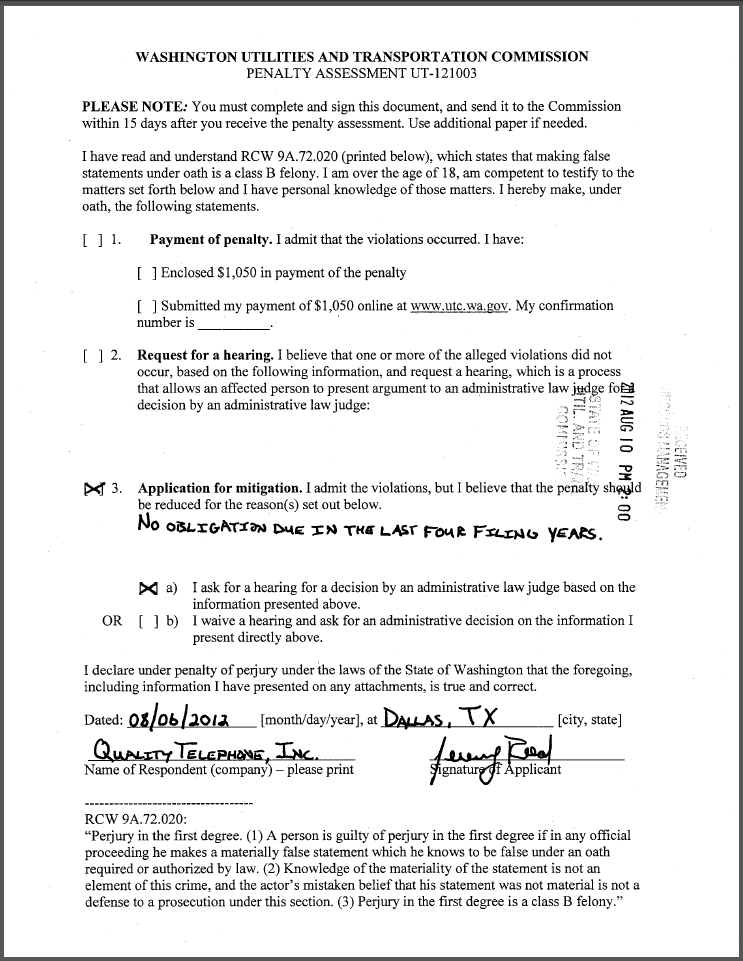 WASHINGTON UTILITIES AND TRANSPORTATION COMMISSION
PENALTY ASSESSMENT UT-121003
PLEASE NOTE: You must complete and sign this document, and send it to the Commission
within 15 days after you receive the penalty assessment. Use additional paper if needed.
I have read and understand RCW 9A.72.020 (printed below), which states that making false
statements under oath is a class B felony. I am over the age of 18, am competent to testify to the
matters set forth below and I have personal knowledge of those matters. I hereby make, under
oath, the following statements.
[ ] 1. Payment of penalty. I admit that the violations occurred. I have:
[ ] Enclosed $1,050 in payment of the penalty
[ ] Submitted my payment of $1,050 online at www.utc.wa.gov. My confirmation
number is __________.
[ ] 2. Request for a hearing. I believe that one or more of the alleged violations did not
occur, based on the following information, and request a hearing, which is a process
that allows an affected person to present argument to an administrative law judge for a
decision by an administrative law judge:
STATE OF
UTIL. AND
COMMISSION
2012 AUG 10 PM 2:00
RECEIVED
MANAGEMEN
[X] 3. Application for mitigation. I admit the violations, but I believe that the penalty should
be reduced for the reason(s) set out below.
NO OBLIGATION DUE IN THE LAST FOUR FILING YEARS.
[X] a) I ask for a hearing for a decision by an administrative law judge based on the
information presented above.
OR [ ] b) I waive a hearing and ask for an administrative decision on the information I
present directly above.
I declare under penalty of perjury under the laws of the State of Washington that the foregoing,
including information I have presented on any attachments, is true and correct.
Dated: 08/06/2012 [month/day/year], at DALLAS, TX [city, state]
QUALITY TELEPHONE, INC. Jeremy Reed
Name of Respondent (company) – please print Signature of Applicant
-----------------------------------
RCW 9A.72.020:
“Perjury in the first degree. (1) A person is guilty of perjury in the first degree if in any official
proceeding he makes a materially false statement which he knows to be false under an oath
required or authorized by law. (2) Knowledge of the materiality of the statement is not an
element of this crime, and the actor’s mistaken belief that his statement was not material is not a
defense to a prosecution under this section. (3) Perjury in the first degree is a class B felony.”